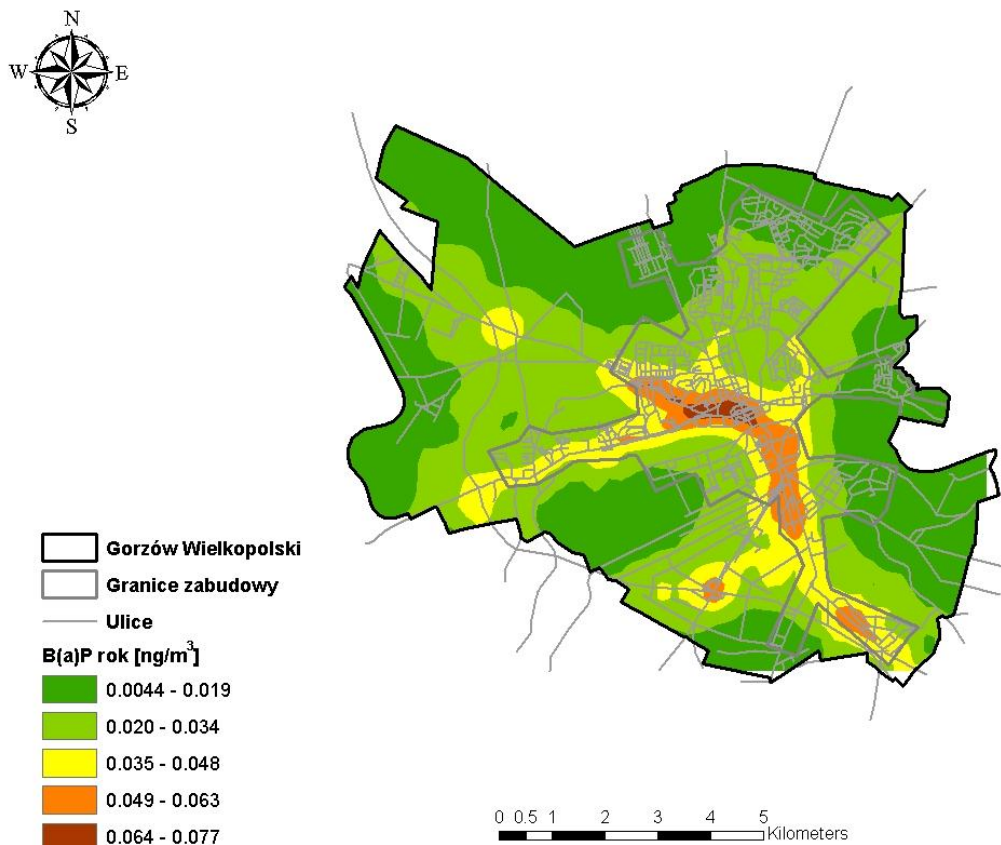 N
W E
S
Gorzów Wielkopolski
Granice zabudowy
Ulice
B(a)P rok [ng/m³]
0.0044 - 0.019
0.020 - 0.034
0.035 - 0.048
0.049 - 0.063
0.064 - 0.077
0 0.5 1 2 3 4 5
Kilometers